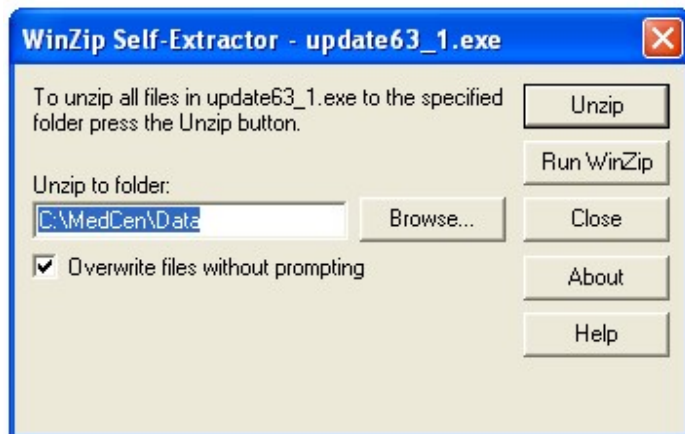 WinZip Self-Extractor - update63_1.exe
To unzip all files in update63_1.exe to the specified
folder press the Unzip button.
Unzip to folder:
C:\MedCen\Data
Browse...
Overwrite files without prompting
Unzip
Run WinZip
Close
About
Help